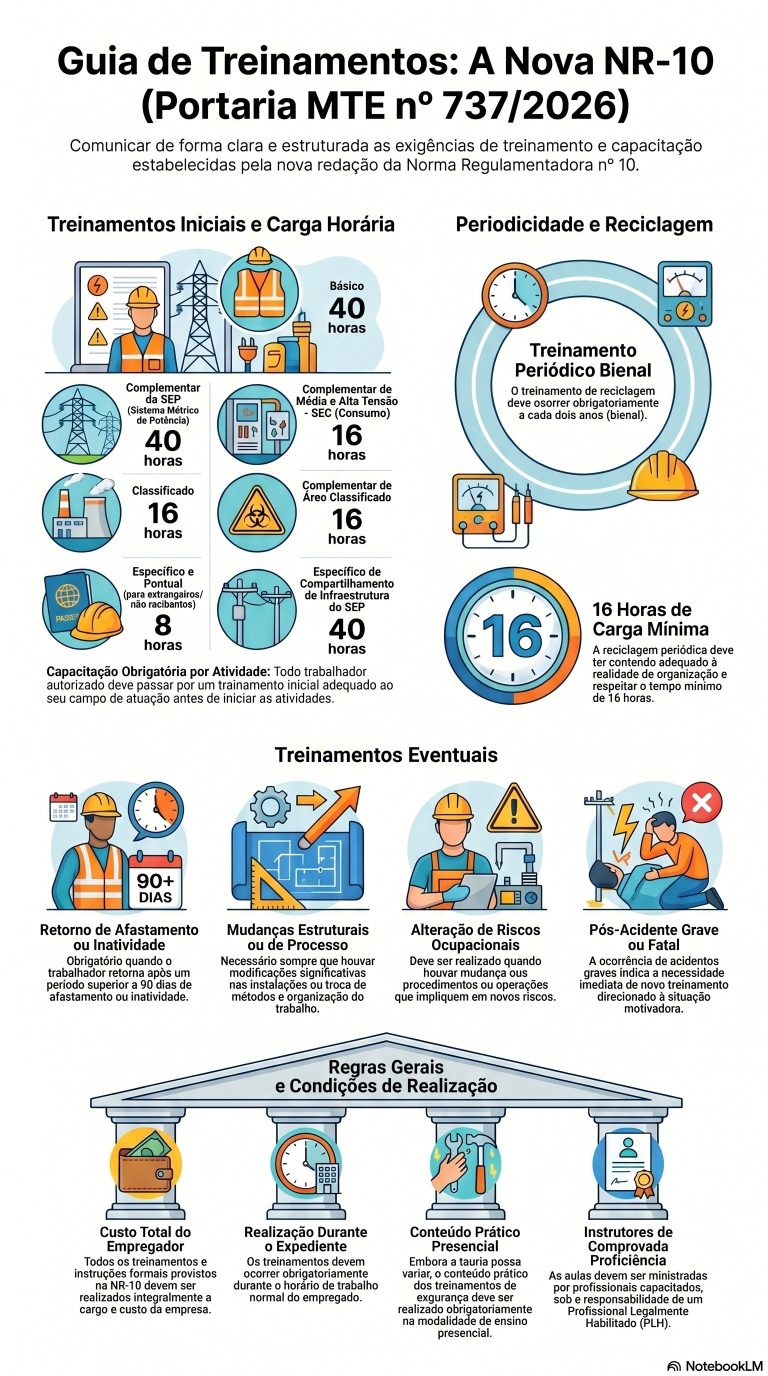 Guia de Treinamentos: A Nova NR-10
(Portaria MTE nº 737/2026)
Comunicar de forma clara e estruturada as exigências de treinamento e capacitação
estabelecidas pela nova redação da Norma Regulamentadora nº 10.
Treinamentos Iniciais e Carga Horária
Básico
40
horas
Complementar
da SEP
(Sistema Métrico
de Potência)
40
horas
Complementar de
Média e Alta Tensão
- SEC (Consumo)
16
horas
Classificado
16
horas
Complementar de
Áreo Classificado
16
horas
PASSE
Específico e
Pontual
(para extrangairos/
não racibantos)
8
horas
Específico de
Compartilhamento
de Infraestrutura
do SEP
40
horas
Capacitação Obrigatória por Atividade: Todo trabalhador
autorizado deve passar por um trainamento inicial adequado ao
seu campo de atuação antes de iniciar as atividades.
Periodicidade e Reciclagem
Treinamento
Periódico Bienal
O treinamento de reciclagem
deve osorrer obrigatoriamente
a cada dois anos (bienal).
16
16 Horas de
Carga Mínima
A reciclagem periódica deve
ter contendo adequado à
realidade de organização e
respeitar o tempo mínimo
de 16 horas.
Treinamentos Eventuais
90+
DIAS
Retorno de Afastamento
ou Inatividade
Obrigatório quando o
trabalhador retorna após um
período superior a 90 dias de
afastamento ou inatividade.
Mudanças Estruturais
ou de Processo
Necessário sompre que houvar
modificações significativas
nas instalações ou troca de
métodos e organização do
trabalho.
Alteração de Riscos
Ocupacionais
Deve ser realizado quando
houvar mudança ous
procedimentos ou operações
que impliquem em novos riscos.
Pós-Acidente Grave
ou Fatal
A ocorrência de acidentes
graves indica a necessidade
imediata de novo treinamento
direcionado à situação
motivadora.
Regras Gerais
e Condições de Realização
Custo Total do
Empregador
Todos os treinamentos e
instruções formais provistos
na NR-10 devem ser
realizados integralmente a
cargo e custo da empresa.
Realização Durante
o Expediente
Os treinamentos devem
ocorrer obrigatoriamente
durante o horário de trabalho
normal do empregado.
Conteúdo Prático
Presencial
Embora a tauria possa
variar, o conteúdo prático
dos treinamentos de
exgurança deve ser
realizado obrigatoriamente
na modalidade de ensino
presencial.
Instrutores de
Comprovada
Proficiência
As aulas devem ser ministradas
por profissionais capacitados,
sob e responsabilidade de um
Profissional Legalmente
Habilitado (PLH).
NotebookLM